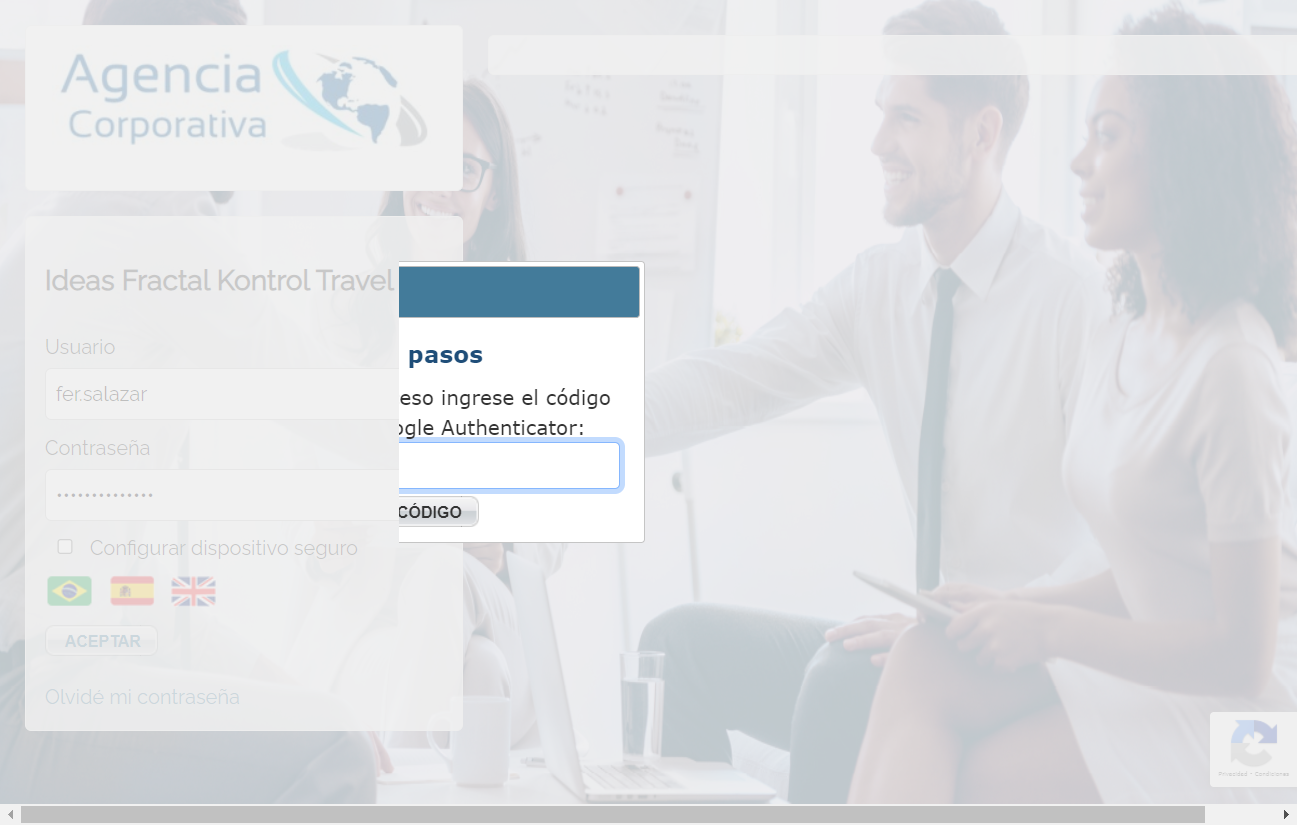 Agencia
Corporativa
Ideas Fractal Kontrol Travel
pasos
Usuario
fer.salazar
eso ingrese el código
ogle Authenticator:
Contraseña
CÓDIGO
Configurar dispositivo seguro
ACEPTAR
Olvidé mi contraseña
Privacidad - Condiciones